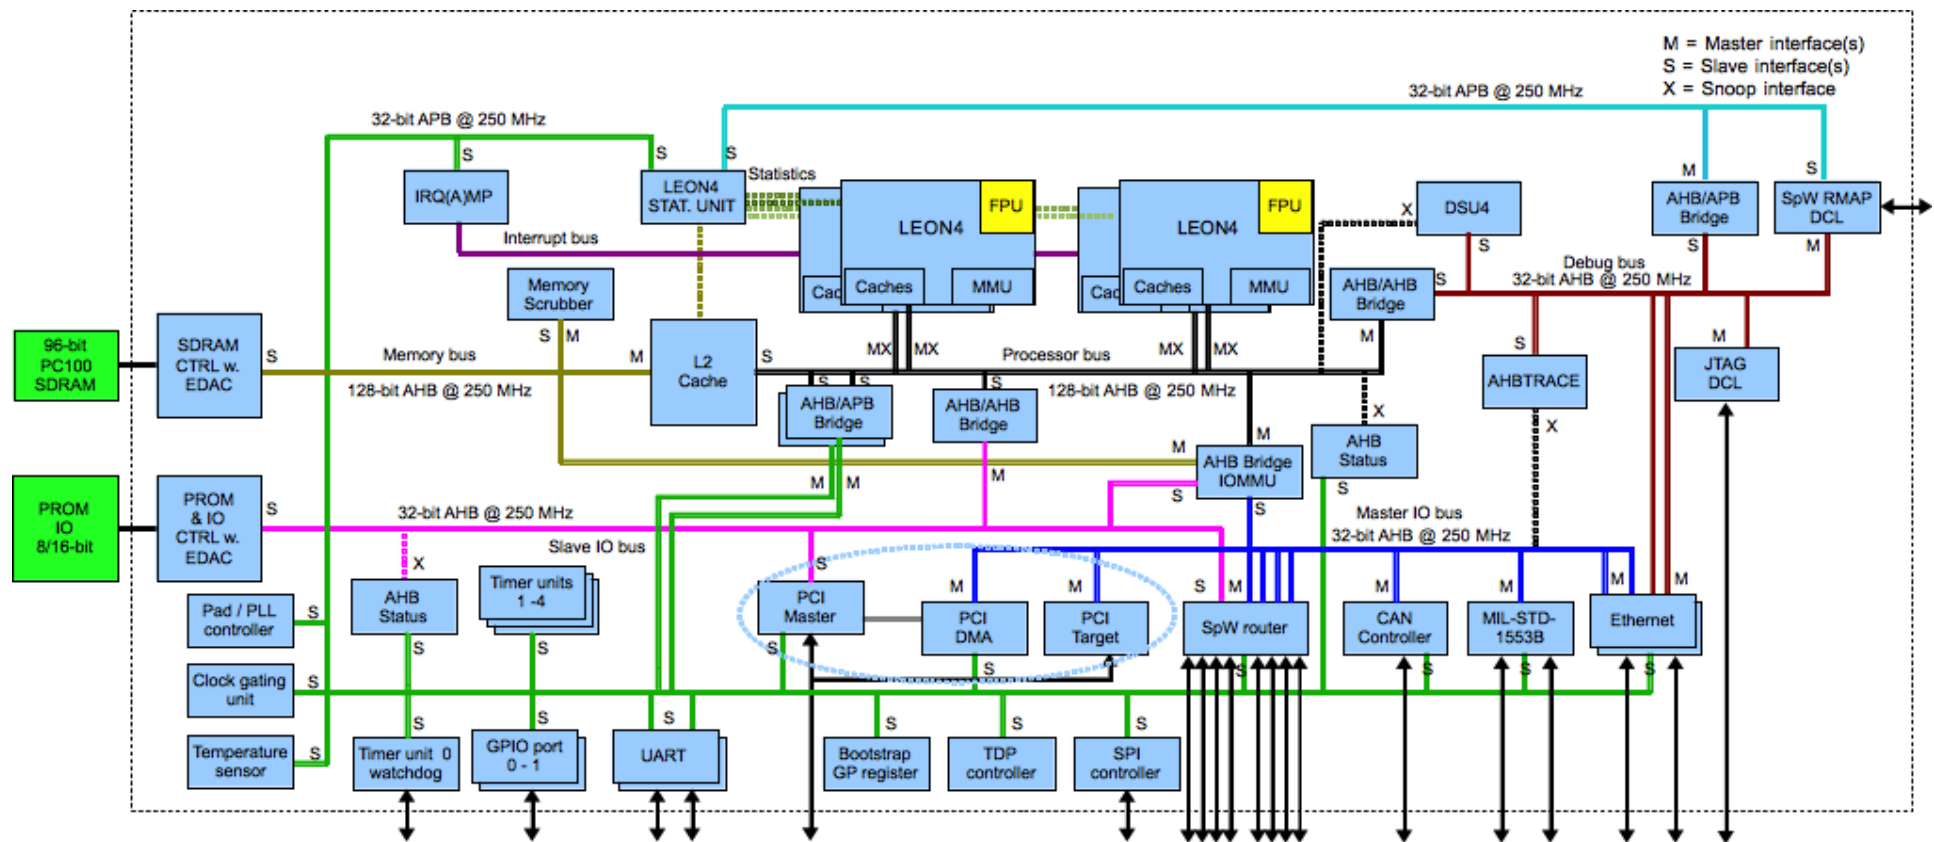 M = Master interface(s)
S = Slave interface(s)
X = Snoop interface
32-bit APB @ 250 MHz
32-bit APB @ 250 MHz
S
S
S
M
S
IRQ(A)MP
LEON4
STAT. UNIT
Statistics
LEON4
FPU
LEON4
FPU
X
DSU4
AHB/APB
Bridge
SpW RMAP
DCL
Interrupt bus
S
S
M
Debug bus
32-bit AHB @ 250 MHz
Memory
Scrubber
Cac
Caches
MMU
Cac
Caches
MMU
AHB/AHB
Bridge
S
96-bit
PC100
SDRAM
SDRAM
CTRL w.
EDAC
S
S
M
Memory bus
M
L2
Cache
S
MX
MX
Processor bus
MX
MX
M
S
M
128-bit AHB @ 250 MHz
S
S
S
128-bit AHB @ 250 MHz
AHBTRACE
JTAG
DCL
AHB/APB
Bridge
AHB/AHB
Bridge
X
X
M
M
AHB Bridge
IOMMU
AHB
Status
M
M
M
S
S
S
PROM
IO
8/16-bit
PROM
& IO
CTRL w.
EDAC
S
32-bit AHB @ 250 MHz
Master IO bus
32-bit AHB @ 250 MHz
Slave IO bus
X
S
M
M
S
M
M
M
M
M
Pad / PLL
controller
S
AHB
Status
Timer units
1 -4
PCI
Master
PCI
DMA
PCI
Target
SpW router
CAN
Controller
MIL-STD-
1553B
Ethernet
S
S
S
S
S
S
S
S
Clock gating
unit
S
S
S
S
S
S
S
Temperature
sensor
S
Timer unit 0
watchdog
GPIO port
0 - 1
UART
Bootstrap
GP register
TDP
controller
SPI
controller